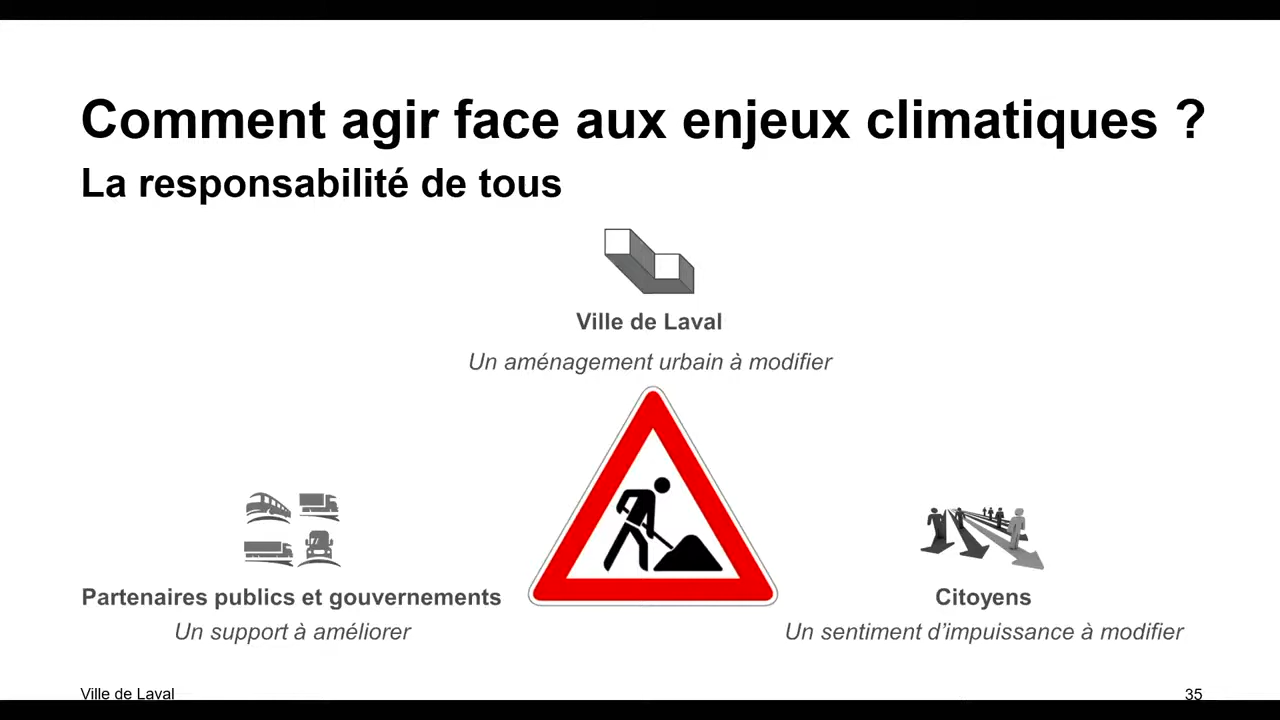 Comment agir face aux enjeux climatiques ?
La responsabilité de tous
Ville de Laval
Un aménagement urbain à modifier
Partenaires publics et gouvernements
Un support à améliorer
Citoyens
Un sentiment d’impuissance à modifier
Ville de Laval
35